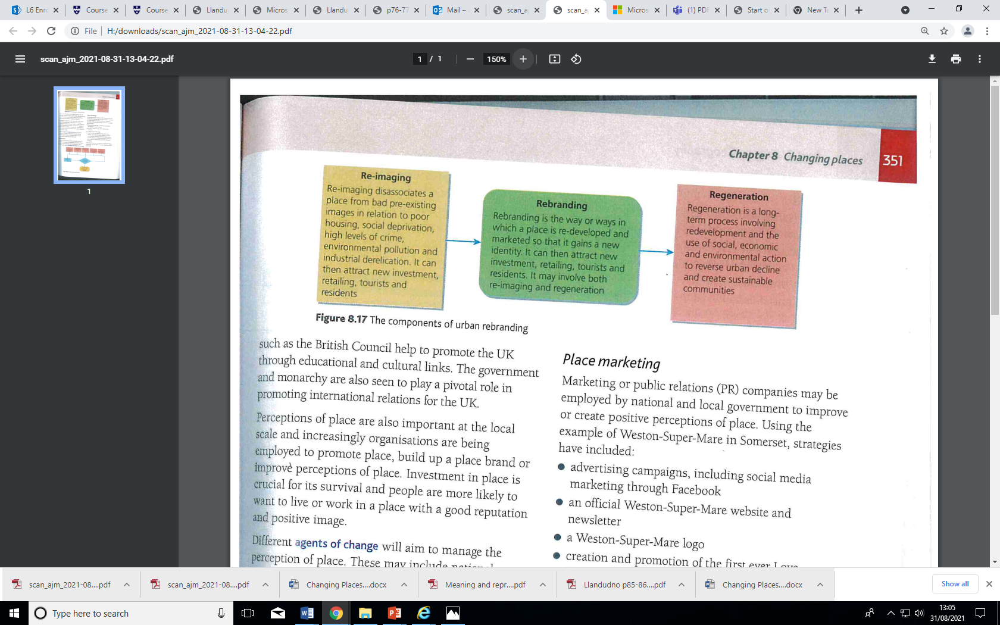 L6 Enro
Course
Course
Llandu
Micros
Llandu
p76-77
Mail –
scan_aj
scan_aj
Micros
(1) PDF
Start o
New Ta
File
H:/downloads/scan_ajm_2021-08-31-13-04-22.pdf
scan_ajm_2021-08-31-13-04-22.pdf
1 / 1
150%
1
Chapter 8 Changing places 351
Re-imaging
Re-imaging disassociates a
place from bad pre-existing
images in relation to poor
housing, social deprivation,
high levels of crime,
environmental pollution and
industrial derelication. It can
then attract new investment,
retailing, tourists and
residents
Rebranding
Rebranding is the way or ways in
which a place is re-developed and
marketed so that it gains a new
identity. It can then attract new
investment, retailing, tourists and
residents. It may involve both
re-imaging and regeneration
Regeneration
Regeneration is a long-
term process involving
redevelopment and the
use of social, economic
and environmental action
to reverse urban decline
and create sustainable
communities
Figure 8.17 The components of urban rebranding
such as the British Council help to promote the UK
through educational and cultural links. The government
and monarchy are also seen to play a pivotal role in
promoting international relations for the UK.
Perceptions of place are also important at the local
scale and increasingly organisations are being
employed to promote place, build up a place brand or
improve perceptions of place. Investment in place is
crucial for its survival and people are more likely to
want to live or work in a place with a good reputation
and positive image.
Different agents of change will aim to manage the
perception of place. These may include national
Place marketing
Marketing or public relations (PR) companies may be
employed by national and local government to improve
or create positive perceptions of place. Using the
example of Weston-Super-Mare in Somerset, strategies
have included:
● advertising campaigns, including social media
marketing through Facebook
● an official Weston-Super-Mare website and
newsletter
● a Weston-Super-Mare logo
● creation and promotion of the first ever Love
scan_ajm_2021-08....pdf
scan_ajm_2021-08....pdf
Changing Places....docx
Meaning and repr....pdf
Llandudno p85-86....pdf
Changing Places....docx
Show all
Type here to search
13:05
31/08/2021